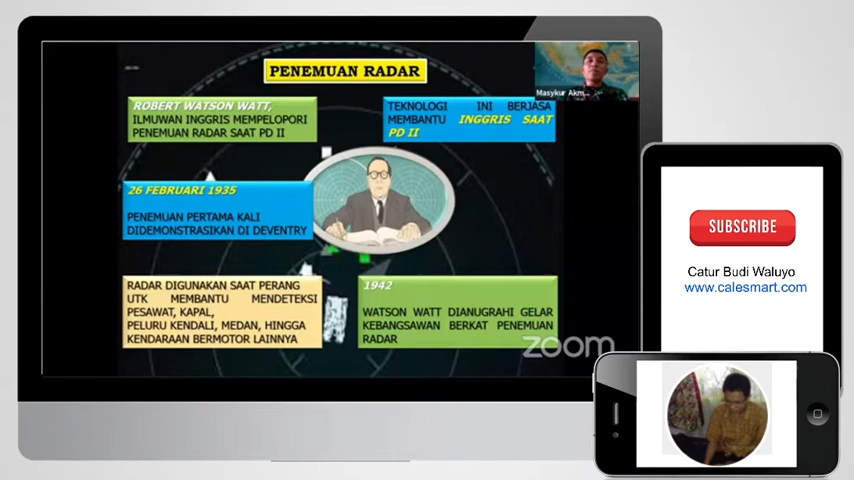 PENEMUAN RADAR
Masykur Akm...
ROBERT WATSON WATT,
ILMUWAN INGGRIS MEMPELOPORI
PENEMUAN RADAR SAAT PD II
TEKNOLOGI INI BERJASA
MEMBANTU INGGRIS SAAT
PD II
26 FEBRUARI 1935
PENEMUAN PERTAMA KALI
DIDEMONSTRASIKAN DI DEVENTRY
RADAR DIGUNAKAN SAAT PERANG
UTK MEMBANTU MENDETEKSI
PESAWAT, KAPAL,
PELURU KENDALI, MEDAN, HINGGA
KENDARAAN BERMOTOR LAINNYA
1942
WATSON WATT DIANUGRAHI GELAR
KEBANGSAWAN BERKAT PENEMUAN
RADAR
zoom
SUBSCRIBE
Catur Budi Waluyo
www.calesmart.com